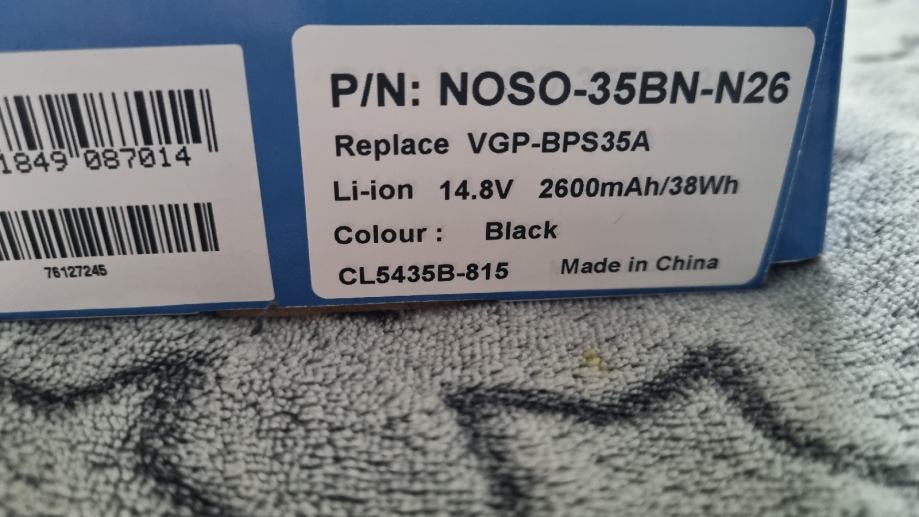 1849 087014
76127245
P/N: NOSO-35BN-N26
Replace VGP-BPS35A
Li-ion 14.8V 2600mAh/38Wh
Colour : Black
CL5435B-815 Made in China